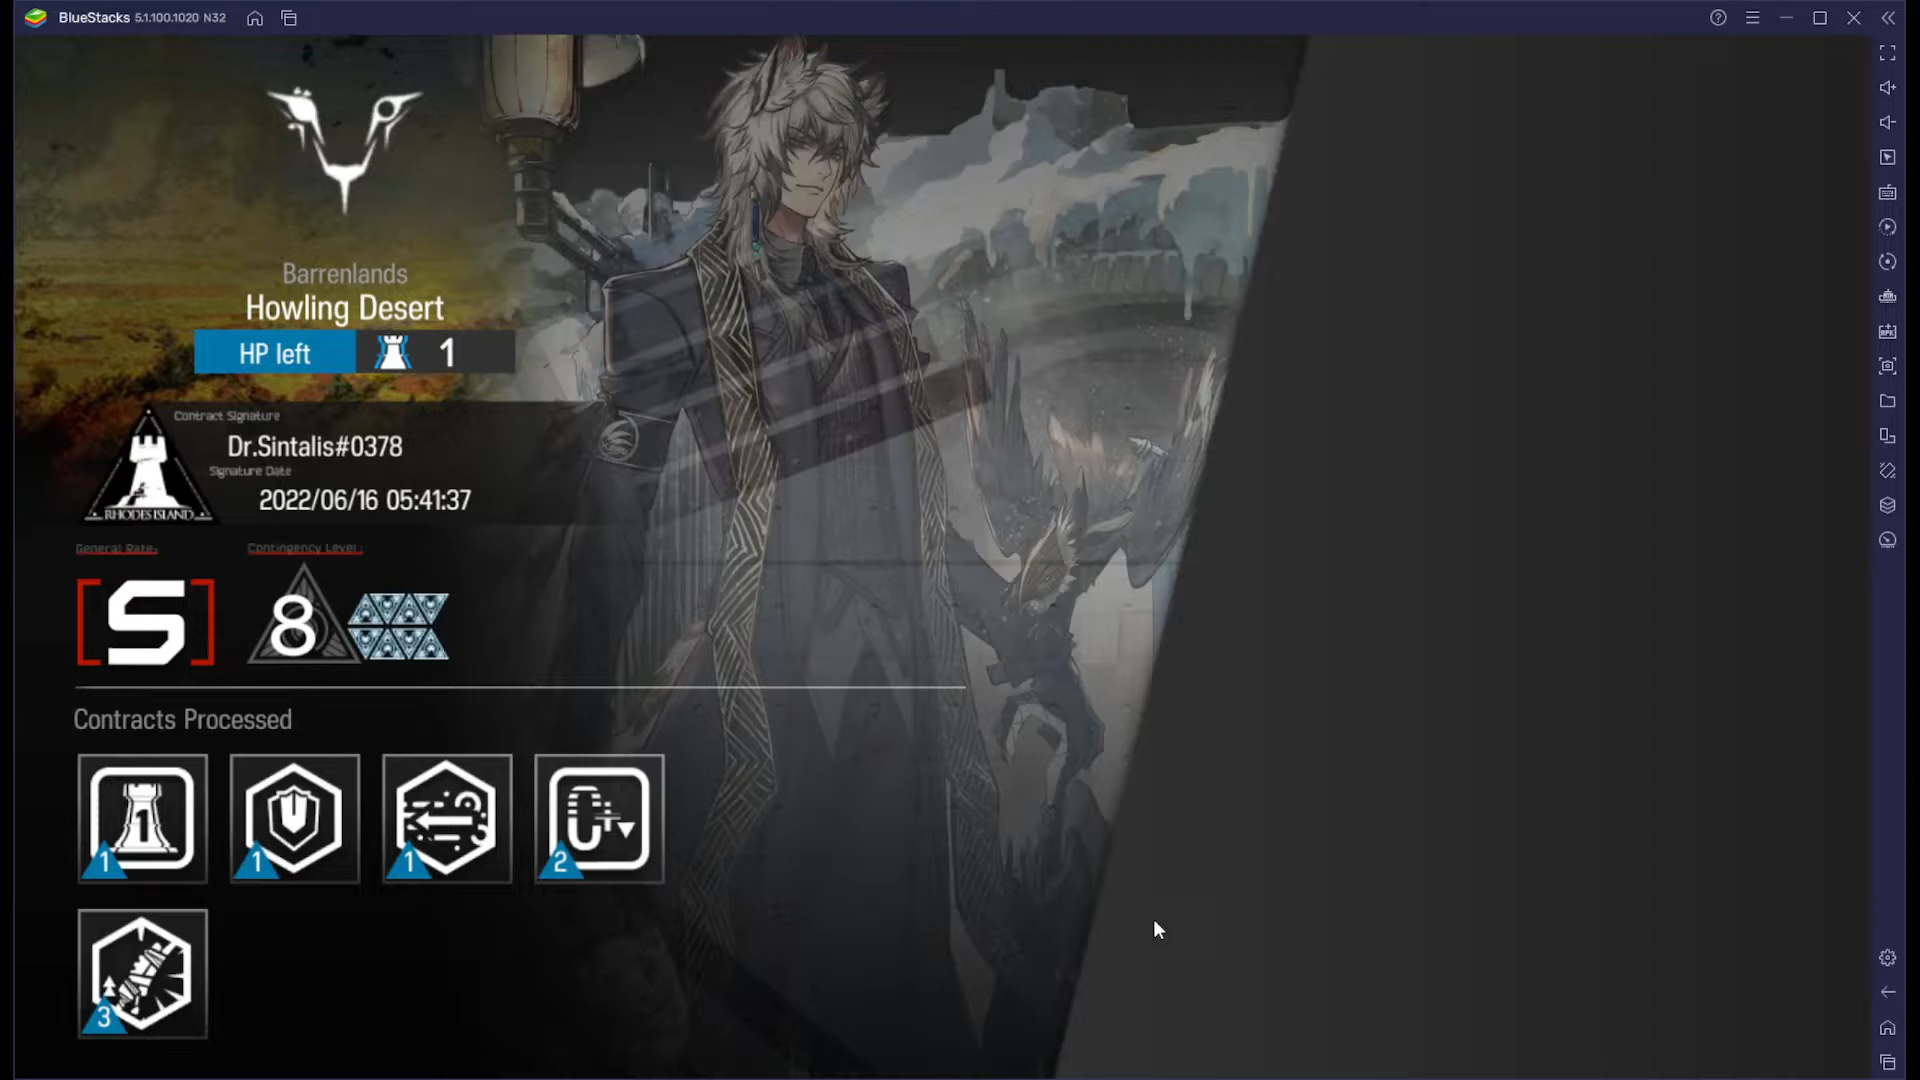 BlueStacks 5.1.100.1020 N32
Barrenlands
Howling Desert
HP left 1
Contract Signature
Dr.Sintalis#0378
Signature Date
2022/06/16 05:41:37
RHODES ISLAND
General Rate:
Contingency Level:
[S] 8
Contracts Processed
1
1 1 1 2
3